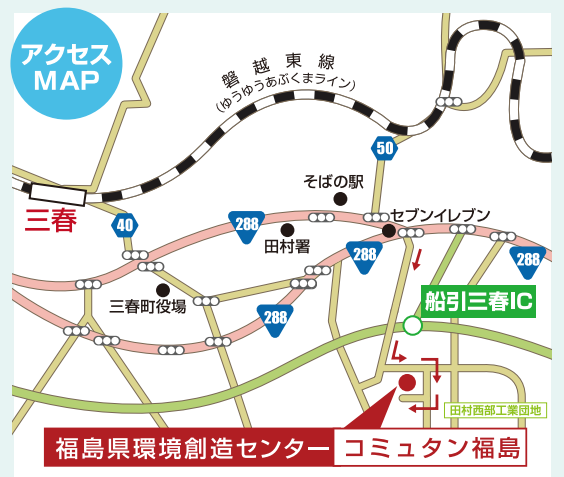 アクセス
MAP
磐越東線
(ゆうゆうあぶくまライン)
50
そばの駅
三春
40
288
セブンイレブン
田村署
288
288
三春町役場
288
船引三春IC
田村西部工業団地
福島県環境創造センター
コミュタン福島